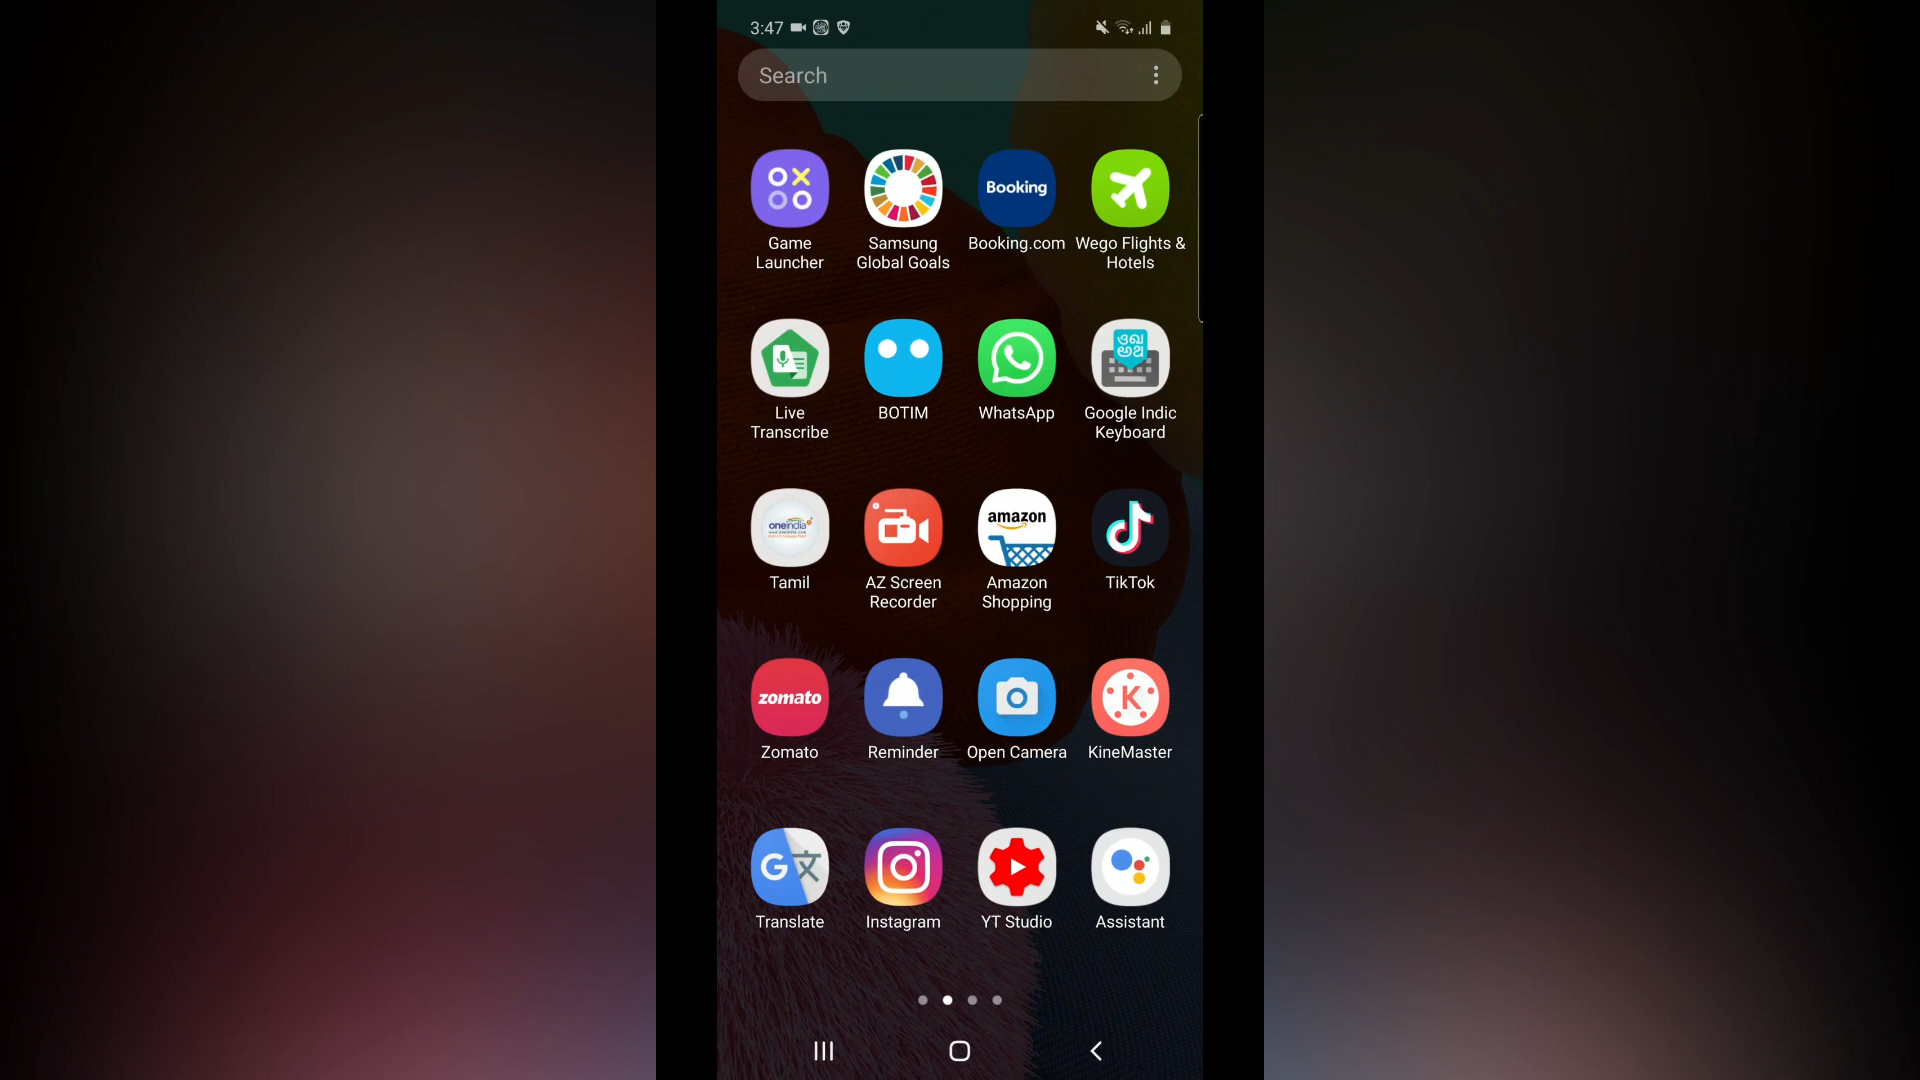 3:47
Search
Booking
Game
Launcher
Samsung
Global Goals
Booking.com
Wego Flights &
Hotels
Live
Transcribe
BOTIM
WhatsApp
Google Indic
Keyboard
oneindia
amazon
Tamil
AZ Screen
Recorder
Amazon
Shopping
TikTok
zomato
K
Zomato
Reminder
Open Camera
KineMaster
G 文
Translate
Instagram
YT Studio
Assistant